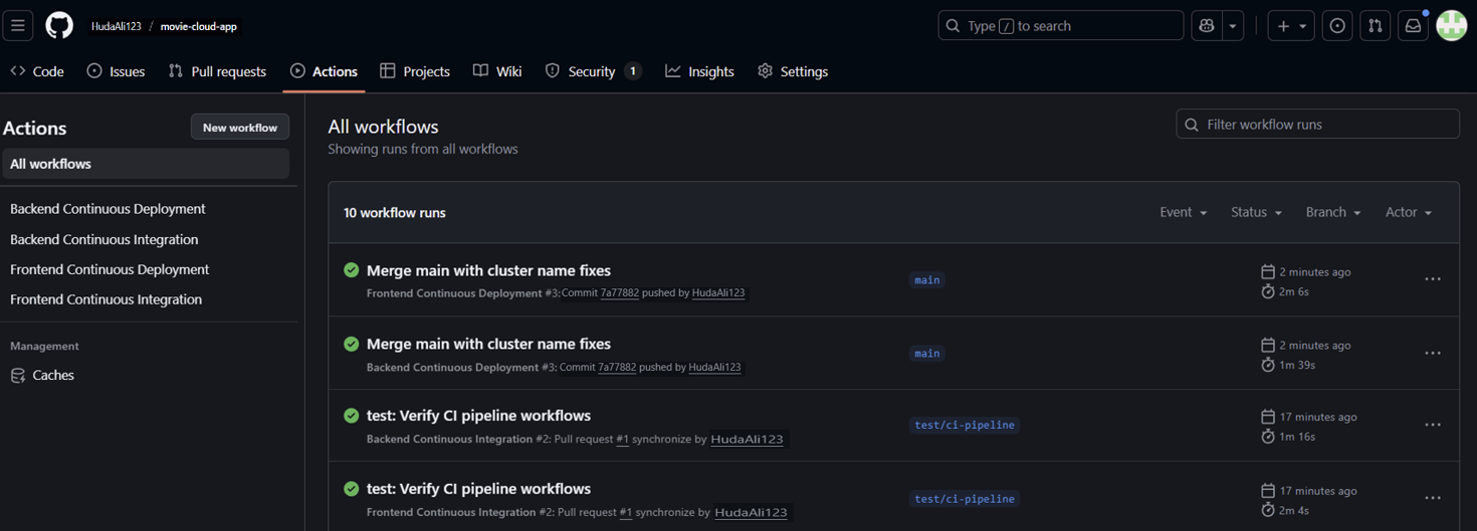 HudaAli123 / movie-cloud-app
Type / to search
Code Issues Pull requests Actions Projects Wiki Security 1 Insights Settings
Actions
New workflow
All workflows
Backend Continuous Deployment
Backend Continuous Integration
Frontend Continuous Deployment
Frontend Continuous Integration
Management
Caches
All workflows
Showing runs from all workflows
Filter workflow runs
10 workflow runs
Event Status Branch Actor
Merge main with cluster name fixes
Frontend Continuous Deployment #3:Commit 7a77882 pushed by HudaAli123
main
2 minutes ago
2m 6s
Merge main with cluster name fixes
Backend Continuous Deployment #3: Commit 7a77882 pushed by HudaAli123
main
2 minutes ago
1m 39s
test: Verify CI pipeline workflows
Backend Continuous Integration #2: Pull request #1 synchronize by HudaAli123
test/ci-pipeline
17 minutes ago
1m 16s
test: Verify CI pipeline workflows
Frontend Continuous Integration #2: Pull request #1 synchronize by HudaAli123
test/ci-pipeline
17 minutes ago
2m 4s